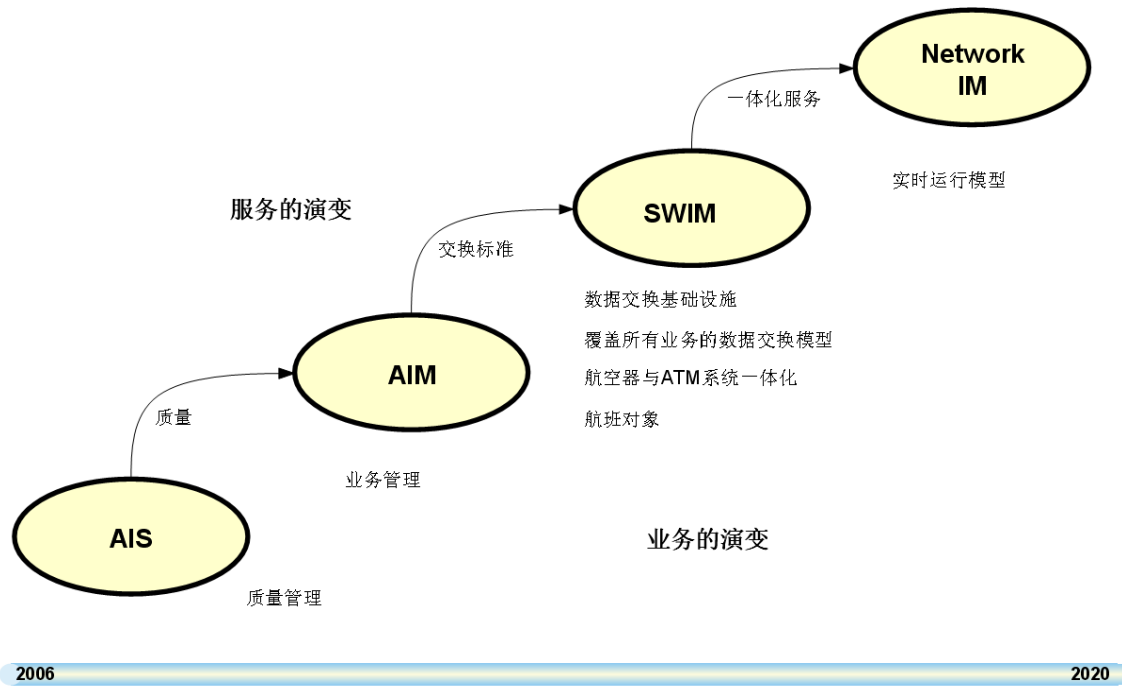 Network
IM
一体化服务
实时运行模型
服务的演变
SWIM
交换标准
数据交换基础设施
覆盖所有业务的数据交换模型
航空器与ATM系统一体化
航班对象
AIM
质量
业务管理
业务的演变
AIS
质量管理
2006
2020